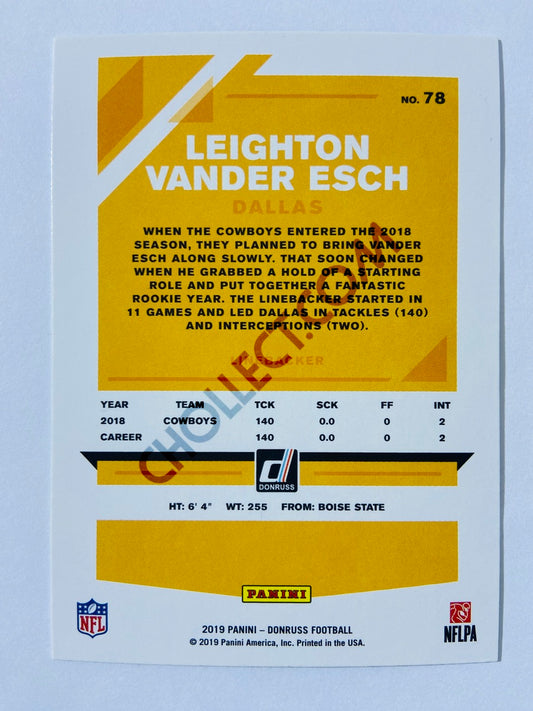 NO. 78
LEIGHTON
VANDER ESCH
DALLAS
WHEN THE COWBOYS ENTERED THE 2018
SEASON, THEY PLANNED TO BRING VANDER
ESCH ALONG SLOWLY. THAT SOON CHANGED
WHEN HE GRABBED A HOLD OF A STARTING
ROLE AND PUT TOGETHER A FANTASTIC
ROOKIE YEAR. THE LINEBACKER STARTED IN
11 GAMES AND LED DALLAS IN TACKLES (140)
AND INTERCEPTIONS (TWO).
LINEBACKER
CHOLLECT.COM
YEAR TEAM TCK SCK FF INT
2018 COWBOYS 140 0.0 0 2
CAREER 140 0.0 0 2
d
DONRUSS
HT: 6' 4" WT: 255 FROM: BOISE STATE
PANINI
NFL
2019 PANINI – DONRUSS FOOTBALL
© 2019 Panini America, Inc. Printed in the USA.
NFLPA